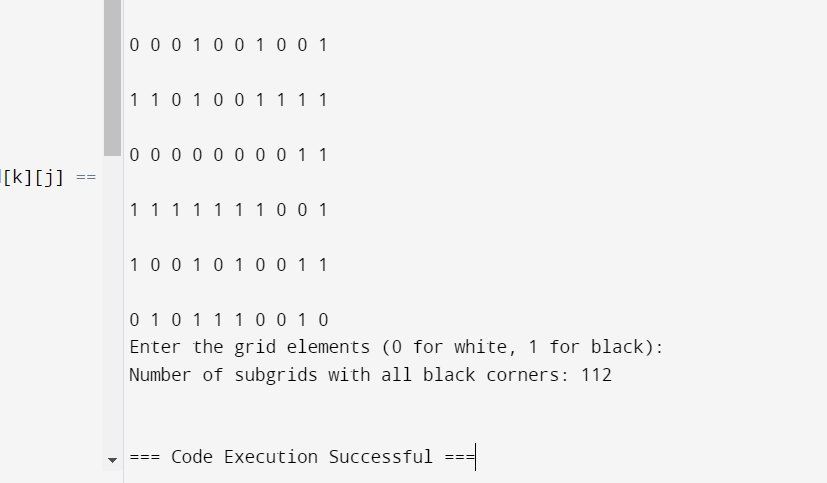 0 0 0 1 0 0 1 0 0 1
1 1 0 1 0 0 1 1 1 1
0 0 0 0 0 0 0 0 1 1
[k][j] ==
1 1 1 1 1 1 1 0 0 1
1 0 0 1 0 1 0 0 1 1
0 1 0 1 1 1 0 0 1 0
Enter the grid elements (0 for white, 1 for black):
Number of subgrids with all black corners: 112
=== Code Execution Successful ===